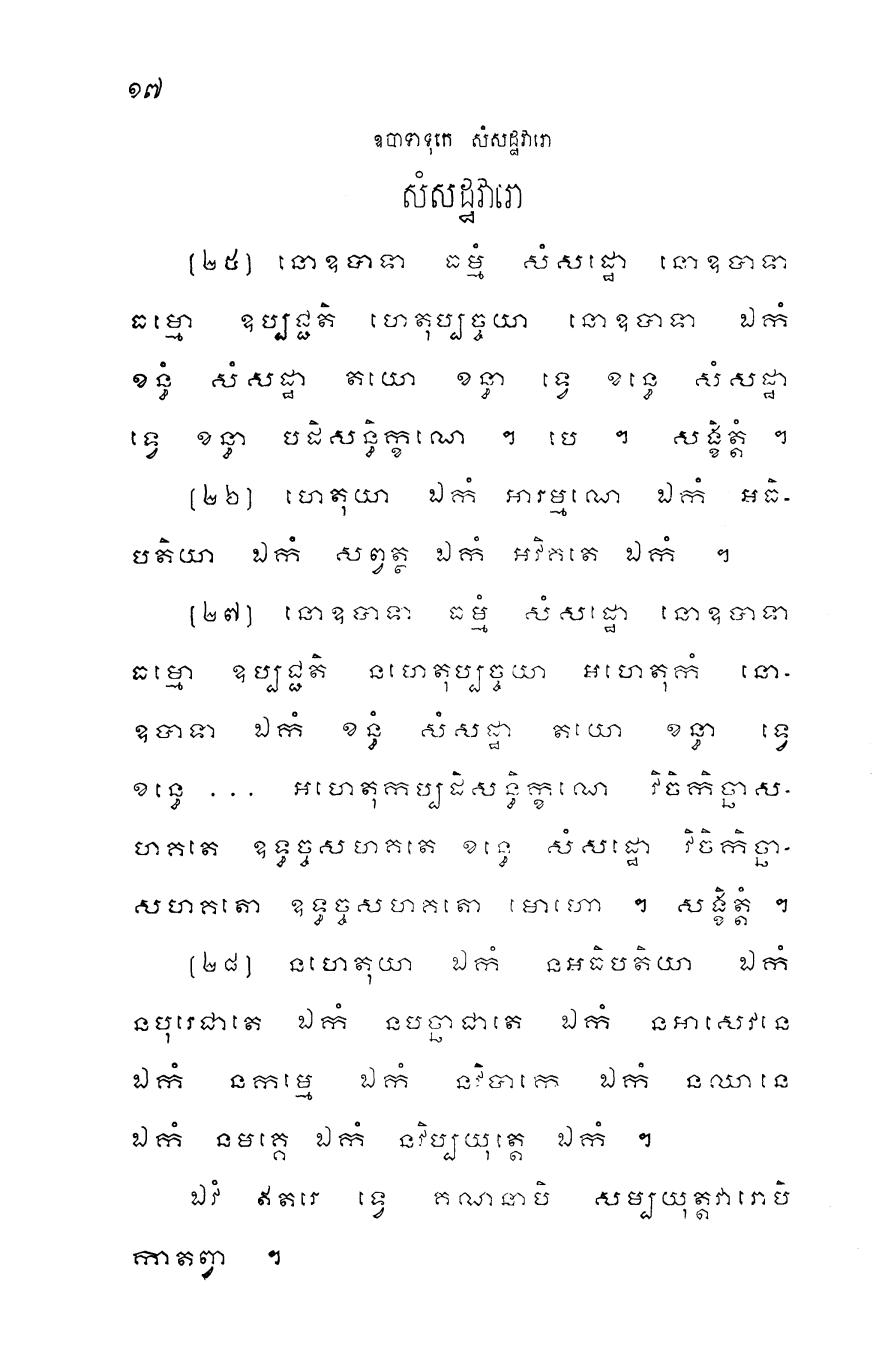 ១៧
ឧបាទាទុកេ សំសដ្ឋវារោ
សំសដ្ឋវារោ
(២៥) នោឧបាទា ធម្មំ សំសដ្ឋោ នោឧបាទា
ធម្មោ ឧប្បជ្ជតិ ហេតុប្បច្ចយា នោឧបាទា ឯកំ
ខន្ធំ សំសដ្ឋា តយោ ខន្ធា ទ្វេ ខន្ធេ សំសដ្ឋា
ទ្វេ ខន្ធា បដិសន្ធិក្ខណេ ។ បេ ។ សង្ខិត្តំ ។
(២៦) ហេតុយា ឯកំ អារម្មណេ ឯកំ អធិ-
បតិយា ឯកំ សព្វត្ថ ឯកំ អវិគតេ ឯកំ ។
(២៧) នោឧបាទា ធម្មំ សំសដ្ឋោ នោឧបាទា
ធម្មោ ឧប្បជ្ជតិ នហេតុប្បច្ចយា អហេតុកំ នោ-
ឧបាទា ឯកំ ខន្ធំ សំសដ្ឋា តយោ ខន្ធា ទ្វេ
ខន្ធេ ... អហេតុកប្បដិសន្ធិក្ខណេ វិចិកិច្ឆាស-
ហគតេ ឧទ្ធច្ចសហគតេ ខន្ធេ សំសដ្ឋោ វិចិកិច្ឆា-
សហគតោ ឧទ្ធច្ចសហគតោ មោហោ ។ សង្ខិត្តំ ។
(២៨) នហេតុយា ឯកំ នអធិបតិយា ឯកំ
នបុរេជាតេ ឯកំ នបច្ឆាជាតេ ឯកំ នអាសេវនេ
ឯកំ នកម្មេ ឯកំ នវិបាកេ ឯកំ នឈានេ
ឯកំ នមគ្គេ ឯកំ នវិប្បយុត្តេ ឯកំ ។
ឯវំ ឥតរេ ទ្វេ គណនាបិ សម្បយុត្តវារោបិ
កាតព្វា ។